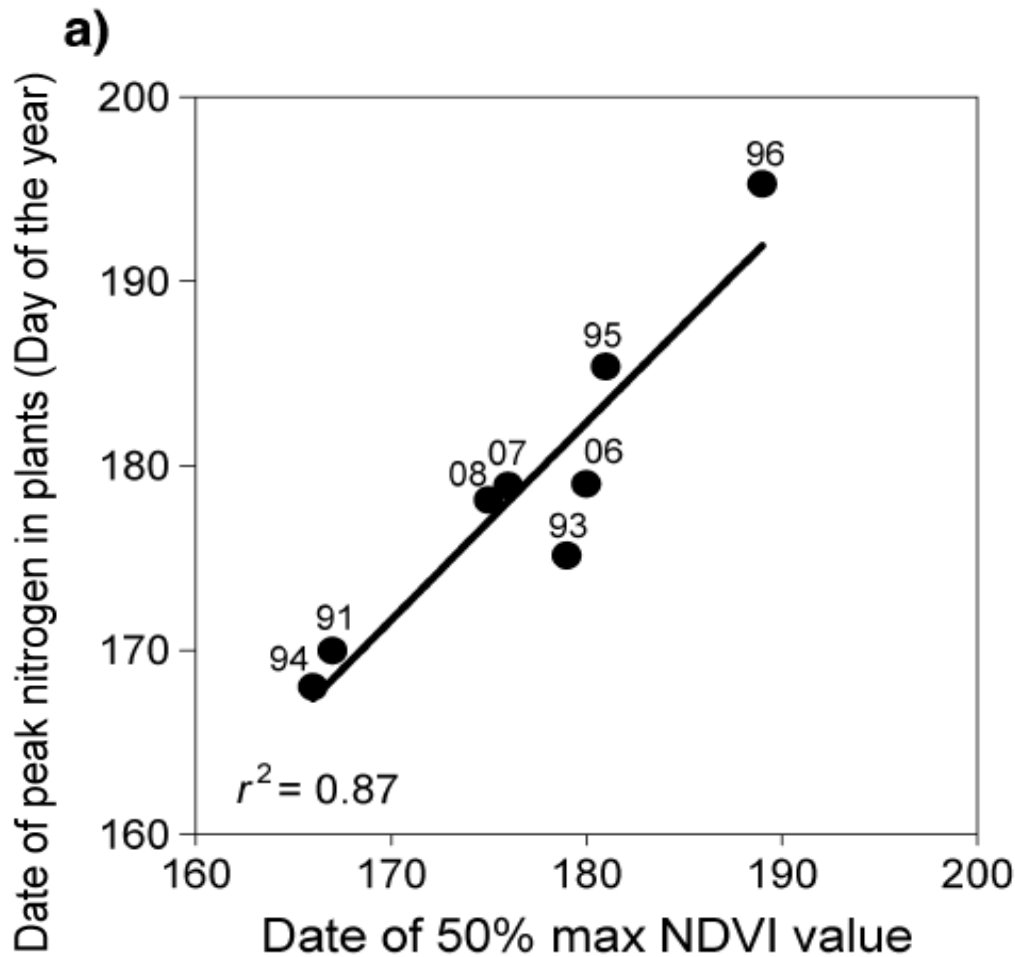 a)
Date of peak nitrogen in plants (Day of the year)
200
190
180
170
160
96
95
07
08
06
93
91
94
r² = 0.87
160 170 180 190 200
Date of 50% max NDVI value